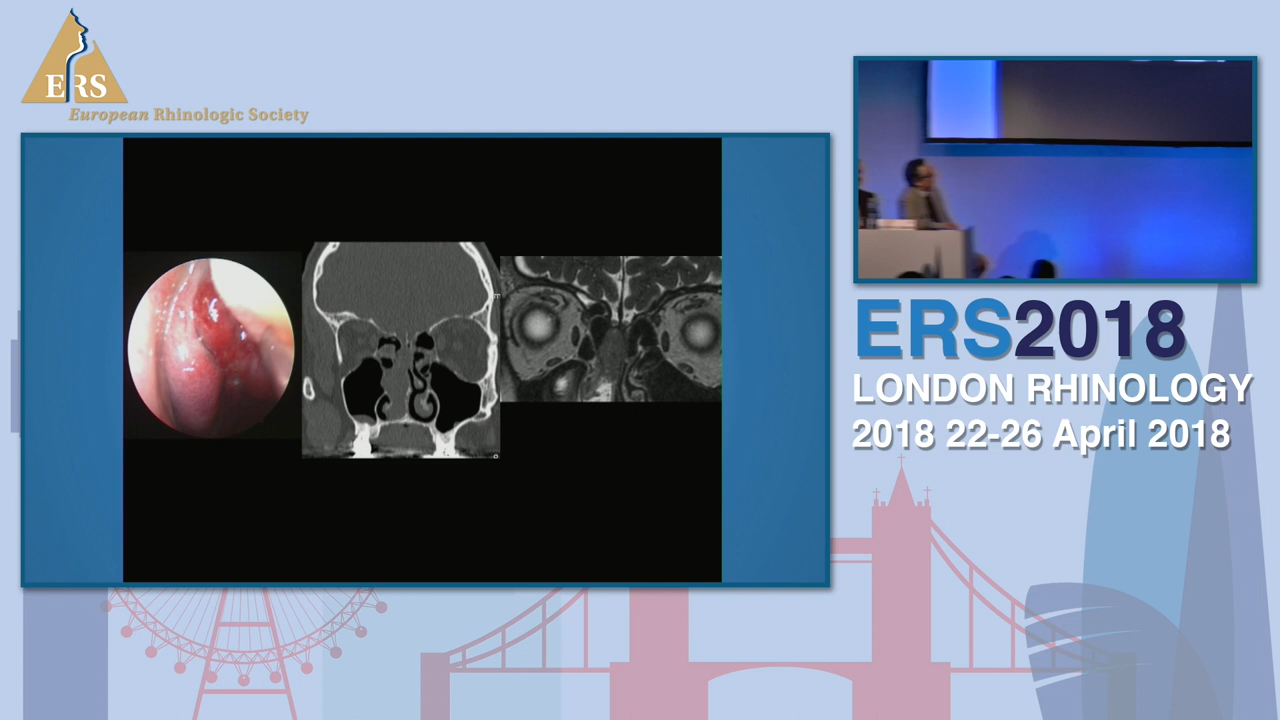 ERS
European Rhinologic Society
ERS2018
LONDON RHINOLOGY
2018 22-26 April 2018